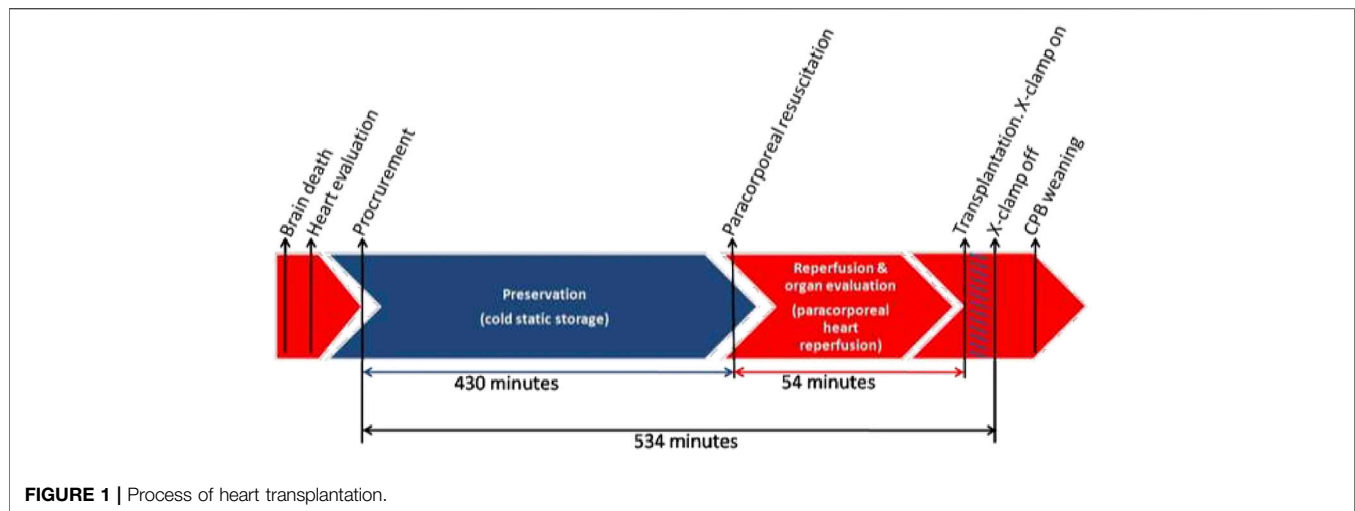 Brain death
Heart evaluation
Procrurement
Paracorporeal resuscitation
Transplantation. X-clamp on
X-clamp off
CPB weaning
Preservation
(cold static storage)
Reperfusion &
organ evaluation
(paracorporeal
heart
reperfusion)
430 minutes
54 minutes
534 minutes
FIGURE 1 | Process of heart transplantation.